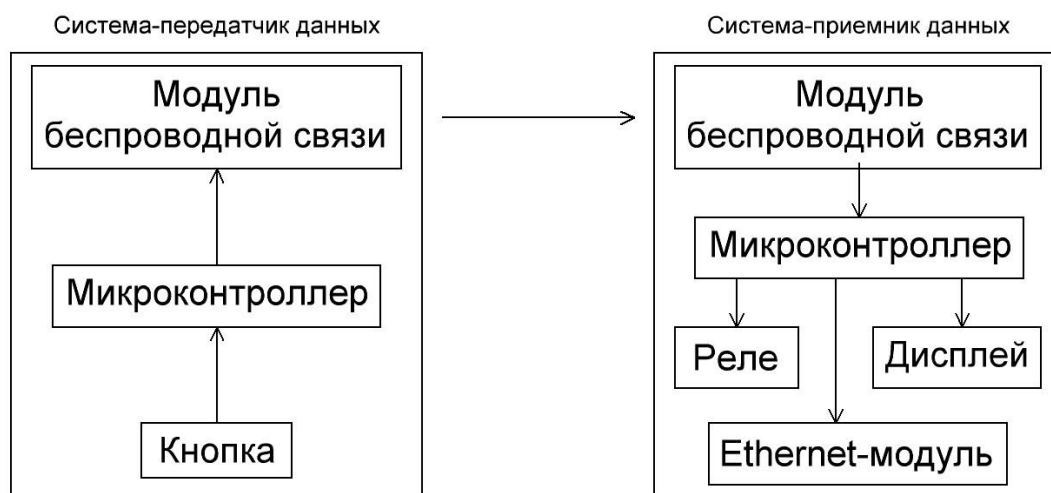 Система-передатчик данных
Модуль
беспроводной связи
Микроконтроллер
Кнопка
Система-приемник данных
Модуль
беспроводной связи
Микроконтроллер
Реле
Дисплей
Ethernet-модуль